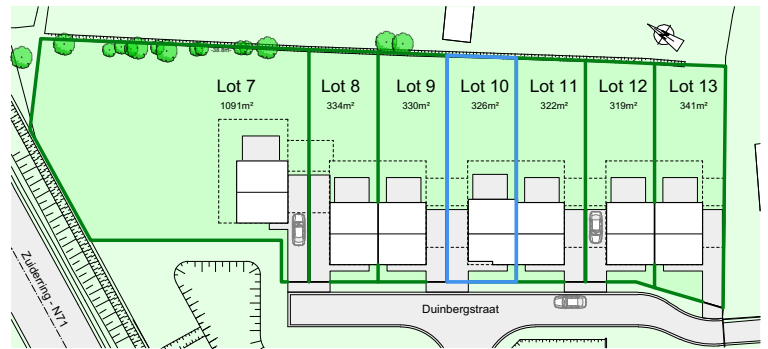 Lot 7
1091m²
Lot 8
334m²
Lot 9
330m²
Lot 10
326m²
Lot 11
322m²
Lot 12
319m²
Lot 13
341m²
Duinbergstraat
Zuiderring - N71